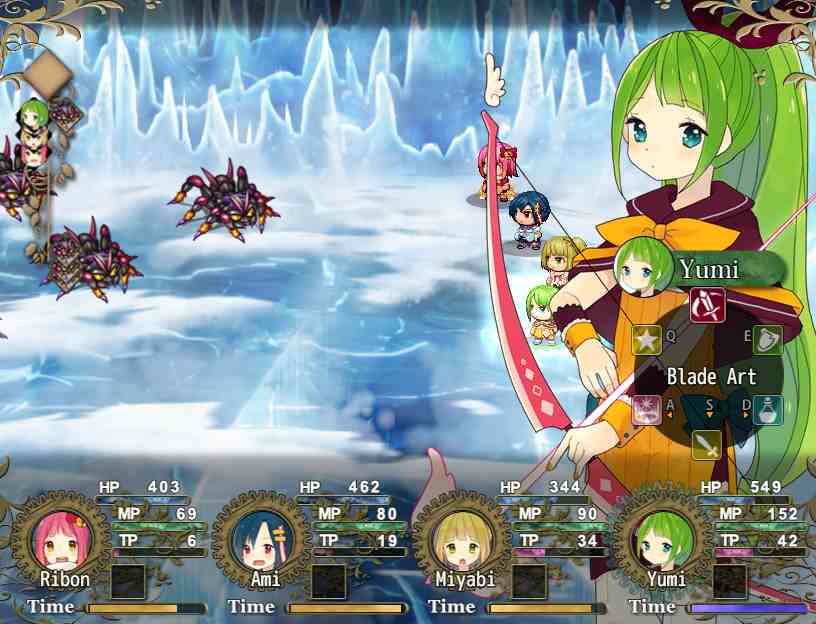 Yumi
Q E
Blade Art
A S D
HP 403 HP 462 HP 344 HP 549
MP 69 MP 80 MP 90 MP 152
TP 6 TP 19 TP 34 TP 42
Ribon Ami Miyabi Yumi
Time Time Time Time